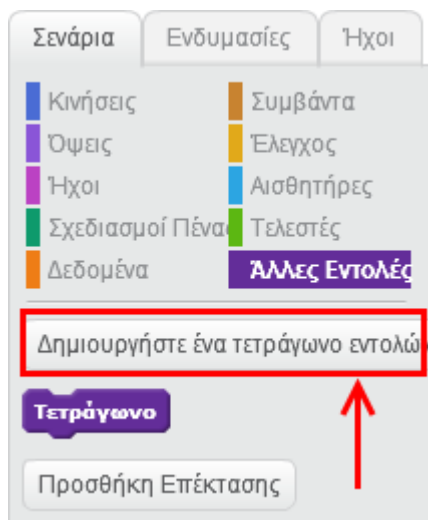 Σενάρια Ενδυμασίες Ήχοι
Κινήσεις Συμβάντα
Όψεις Έλεγχος
Ήχοι Αισθητήρες
Σχεδιασμοί Πένας Τελεστές
Δεδομένα Άλλες Εντολές
Δημιουργήστε ένα τετράγωνο εντολώ
Τετράγωνο
Προσθήκη Επέκτασης